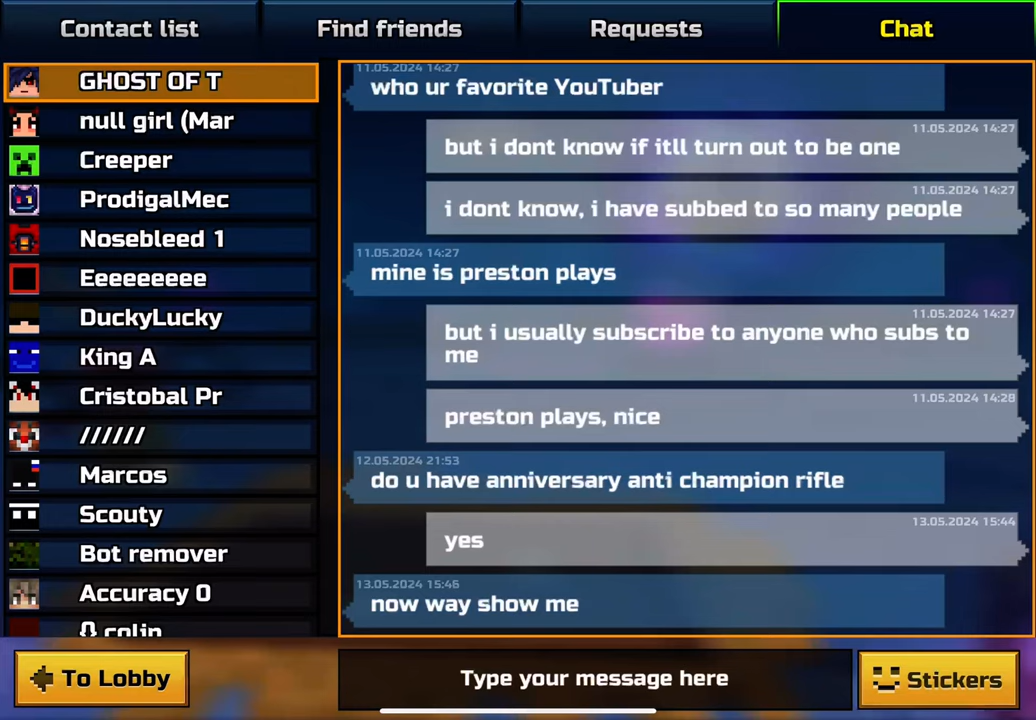 Contact list
Find friends
Requests
Chat
GHOST OF T
null girl (Mar
Creeper
ProdigalMec
Nosebleed 1
Eeeeeeeee
DuckyLucky
King A
Cristobal Pr
//////
Marcos
Scouty
Bot remover
Accuracy 0
{} colin
11.05.2024 14:27
who ur favorite YouTuber
11.05.2024 14:27
but i dont know if itll turn out to be one
11.05.2024 14:27
i dont know, i have subbed to so many people
11.05.2024 14:27
mine is preston plays
11.05.2024 14:27
but i usually subscribe to anyone who subs to
me
11.05.2024 14:28
preston plays, nice
12.05.2024 21:53
do u have anniversary anti champion rifle
13.05.2024 15:44
yes
13.05.2024 15:46
now way show me
To Lobby
Type your message here
Stickers